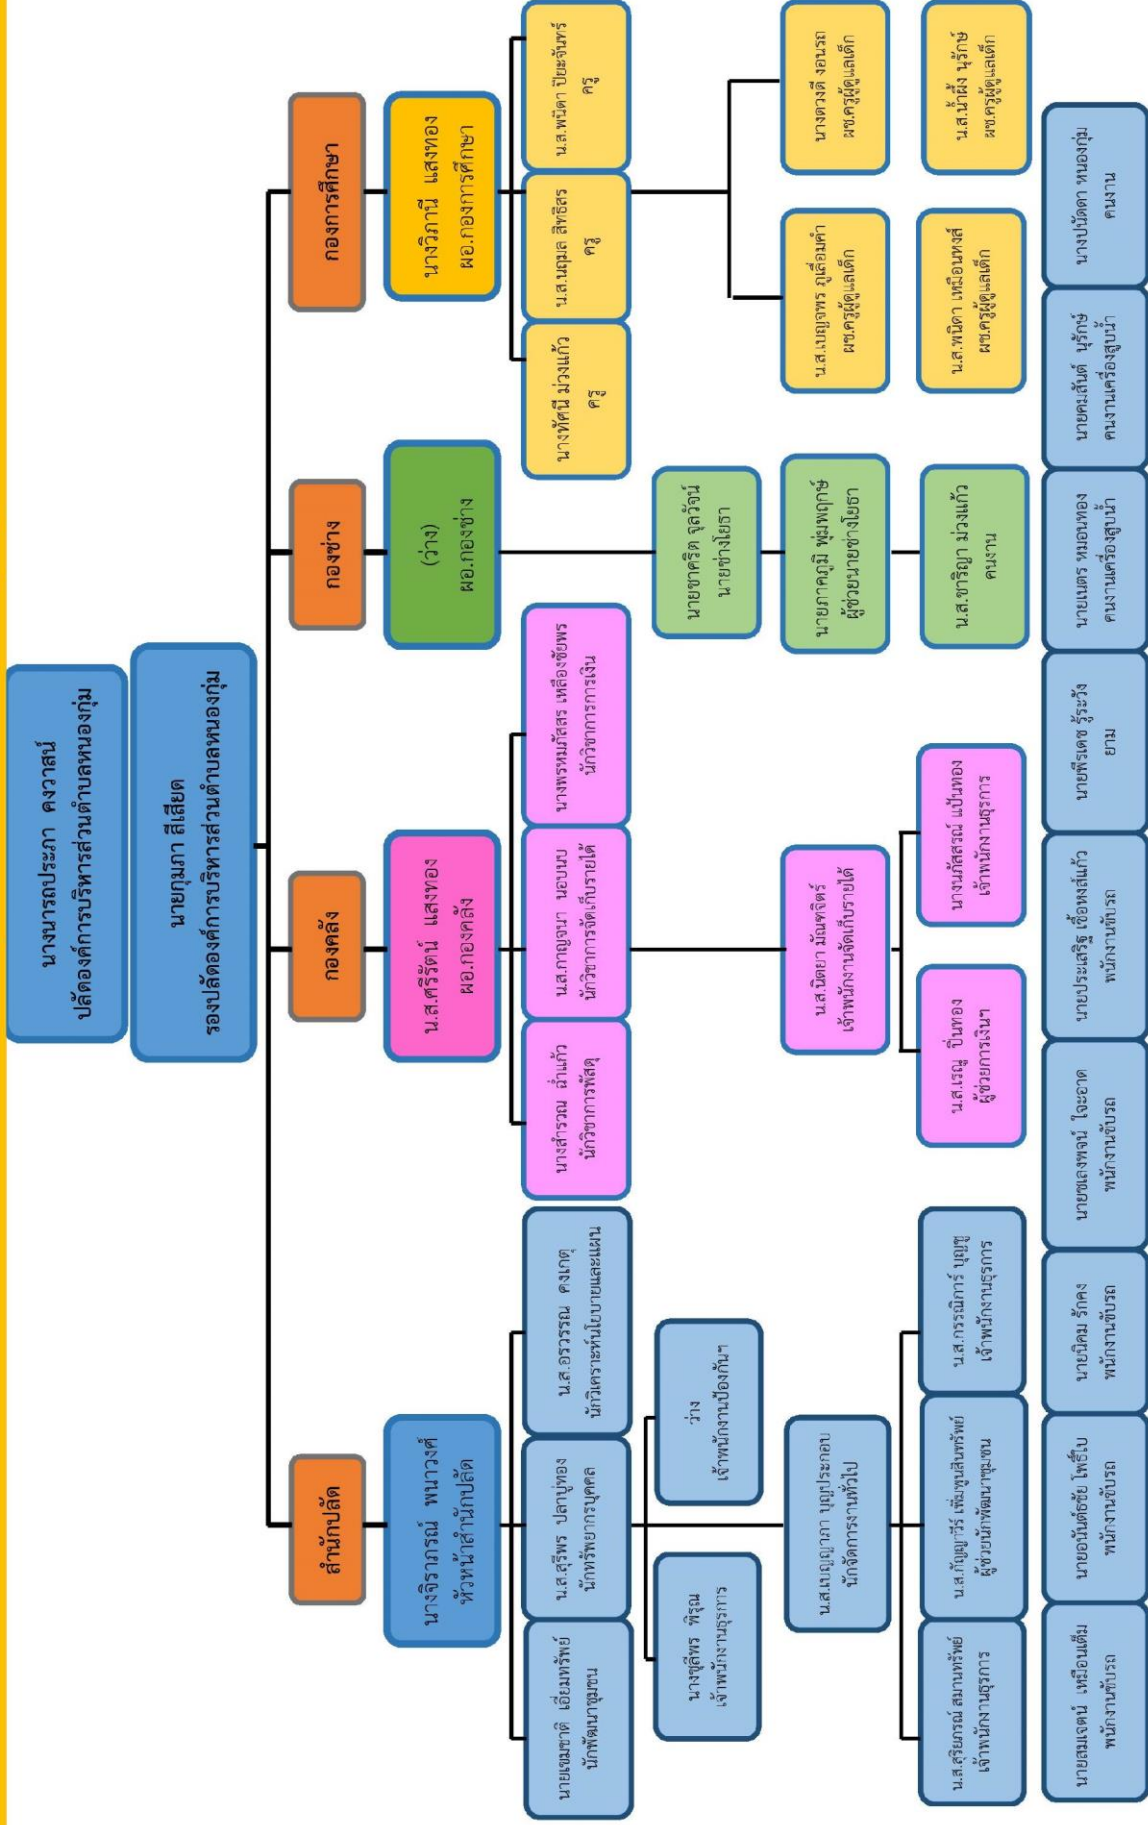 นางนารถประภา คงวาสน์
ปลัดองค์การบริหารส่วนตำบลหนองกุ่ม
นายกุมภา สีเสียด
รองปลัดองค์การบริหารส่วนตำบลหนองกุ่ม
สำนักปลัด
กองคลัง
กองช่าง
กองการศึกษา
นางจิราภรณ์ พนาวงศ์
หัวหน้าสำนักปลัด
น.ส.ศรีรัตน์ แสงทอง
ผอ.กองคลัง
(ว่าง)
ผอ.กองช่าง
นางวิภานี แสงทอง
ผอ.กองการศึกษา
นายเขมชาติ เอี่ยมทรัพย์
นักพัฒนาชุมชน
น.ส.สุรีพร ปลาบู่ทอง
นักทรัพยากรบุคคล
น.ส.อรวรรณ คงเกตุ
นักวิเคราะห์นโยบายและแผน
นางสำรวณ ฉ่ำแก้ว
นักวิชาการพัสดุ
น.ส.กาญจนา นอบนบ
นักวิชาการจัดเก็บรายได้
นางพรหมภัสสร เหลืองชัยพร
นักวิชาการการเงิน
นางทัศนี ม่วงแก้ว
ครู
น.ส.นฤมล สิทธิสร
ครู
น.ส.พนิดา ปิยะจันทร์
ครู
นางชุลีพร พิรุณ
เจ้าพนักงานธุรการ
ว่าง
เจ้าพนักงานป้องกันฯ
นายชาคริต จุลวัจน์
นายช่างโยธา
น.ส.เบญญาภา บุญประกอบ
นักจัดการงานทั่วไป
น.ส.นิตยา มัณฑจิตร์
เจ้าพนักงานจัดเก็บรายได้
นายภาคภูมิ พุ่มพฤกษ์
ผู้ช่วยนายช่างโยธา
น.ส.เบญจพร ภูเลื่อมคำ
ผช.ครูผู้ดูแลเด็ก
นางดวงดี งอนรถ
ผช.ครูผู้ดูแลเด็ก
น.ส.สุริยภรณ์ สมานทรัพย์
เจ้าพนักงานธุรการ
น.ส.กัญญาวีร์ เพิ่มพูนสินทรัพย์
ผู้ช่วยนักพัฒนาชุมชน
น.ส.กรรณิการ์ บุญชู
เจ้าพนักงานธุรการ
น.ส.เรณู ปิ่นทอง
ผู้ช่วยการเงินฯ
นางนภัสสรณ์ แป้นทอง
เจ้าพนักงานธุรการ
น.ส.ชาริญา ม่วงแก้ว
คนงาน
น.ส.พนิดา เหมือนหงส์
ผช.ครูผู้ดูแลเด็ก
น.ส.น้ำผึ้ง นุรักษ์
ผช.ครูผู้ดูแลเด็ก
นายสมเจตน์ เหมือนเต็ม
พนักงานขับรถ
นายอนันต์ธชัย โพธิ์ใบ
พนักงานขับรถ
นายนิคม รักคง
พนักงานขับรถ
นายชเลงพจน์ ใจะอาด
พนักงานขับรถ
นายประเสริฐ เชื้อหงส์แก้ว
พนักงานขับรถ
นายพีรเดช รู้ระวัง
ยาม
นายเนตร หมอนทอง
คนงานเครื่องสูบน้ำ
นายคมสันต์ นุรักษ์
คนงานเครื่องสูบน้ำ
นางปนัดดา หนองกุ่ม
คนงาน